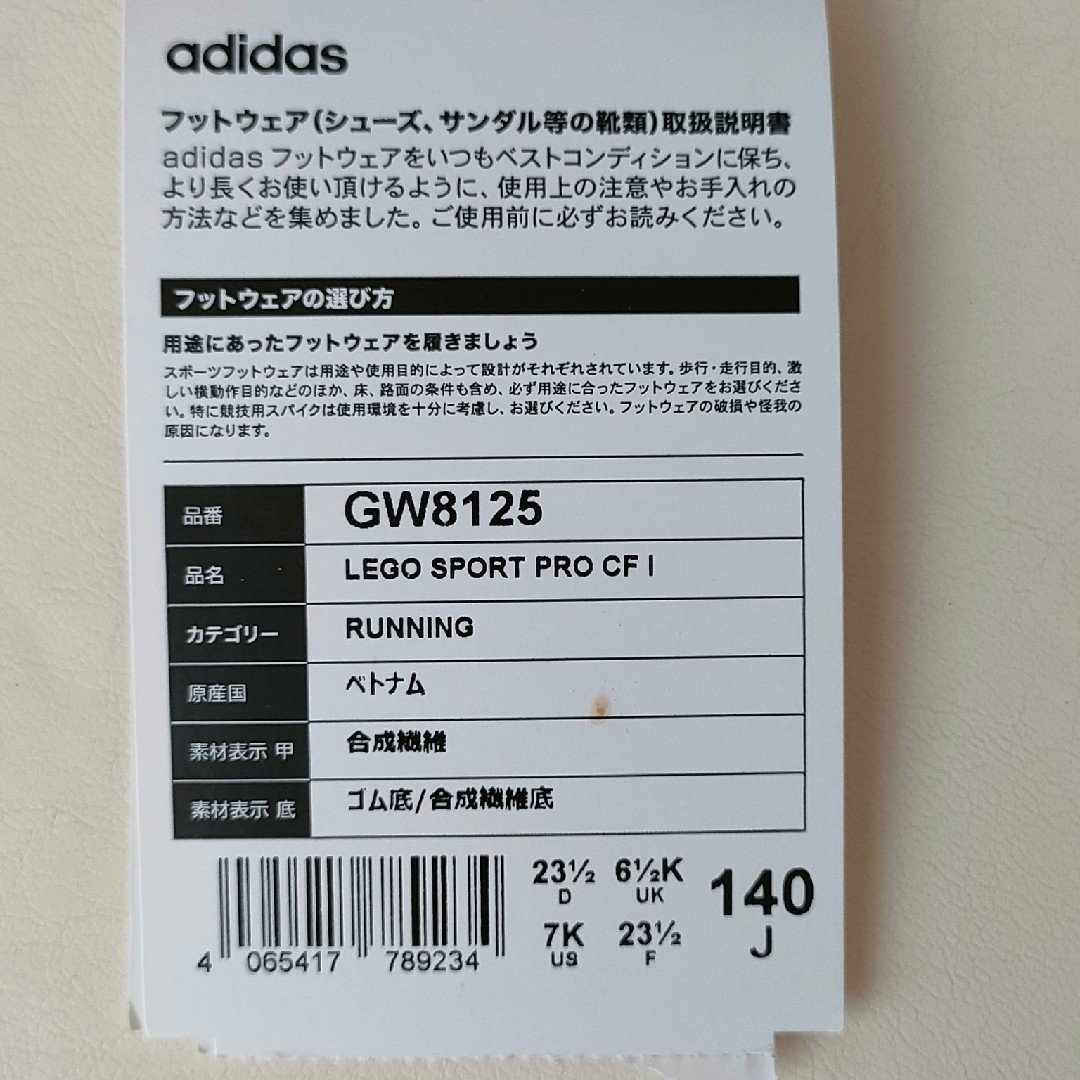 adidas
フットウェア(シューズ、サンダル等の靴類)取扱説明書
adidas フットウェアをいつもベストコンディションに保ち、
より長くお使い頂けるように、使用上の注意やお手入れの
方法などを集めました。ご使用前に必ずお読みください。
フットウェアの選び方
用途にあったフットウェアを履きましょう
スポーツフットウェアは用途や使用目的によって設計がそれぞれされています。歩行・走行目的、激
しい横動作目的などのほか、床、路面の条件も含め、必ず用途に合ったフットウェアをお選びくださ
い。特に競技用スパイクは使用環境を十分に考慮し、お選びください。フットウェアの破損や怪我の
原因になります。
品番 GW8125
品名 LEGO SPORT PRO CF I
カテゴリー RUNNING
原産国 ベトナム
素材表示 甲 合成繊維
素材表示 底 ゴム底/合成繊維底
23½ 6½K 140
D UK
7K 23½ J
US F
4 065417 789234